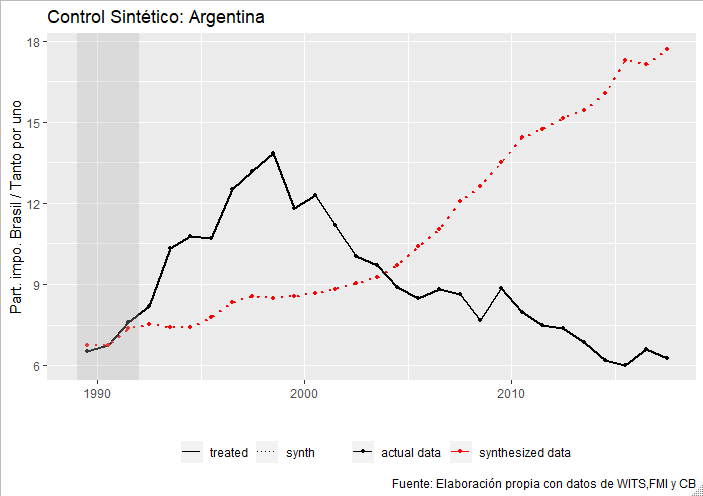 Control Sintético: Argentina
Part. impo. Brasil / Tanto por uno
18
15
12
9
6
1990 2000 2010
treated synth actual data synthesized data
Fuente: Elaboración propia con datos de WITS,FMI y CB